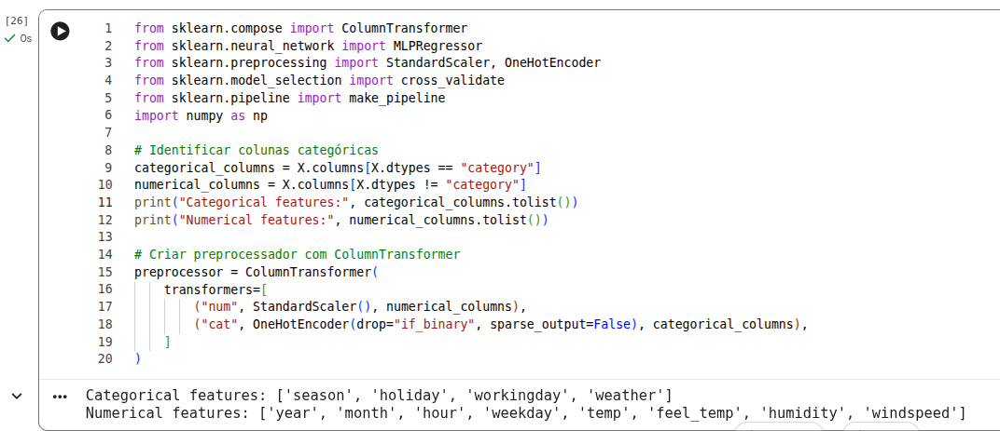 [26]
0s
1 from sklearn.compose import ColumnTransformer
2 from sklearn.neural_network import MLPRegressor
3 from sklearn.preprocessing import StandardScaler, OneHotEncoder
4 from sklearn.model_selection import cross_validate
5 from sklearn.pipeline import make_pipeline
6 import numpy as np
7
8 # Identificar colunas categóricas
9 categorical_columns = X.columns[X.dtypes == "category"]
10 numerical_columns = X.columns[X.dtypes != "category"]
11 print("Categorical features:", categorical_columns.tolist())
12 print("Numerical features:", numerical_columns.tolist())
13
14 # Criar preprocessador com ColumnTransformer
15 preprocessor = ColumnTransformer(
16     transformers=[
17         ("num", StandardScaler(), numerical_columns),
18         ("cat", OneHotEncoder(drop="if_binary", sparse_output=False), categorical_columns),
19     ]
20 )
Categorical features: ['season', 'holiday', 'workingday', 'weather']
Numerical features: ['year', 'month', 'hour', 'weekday', 'temp', 'feel_temp', 'humidity', 'windspeed']